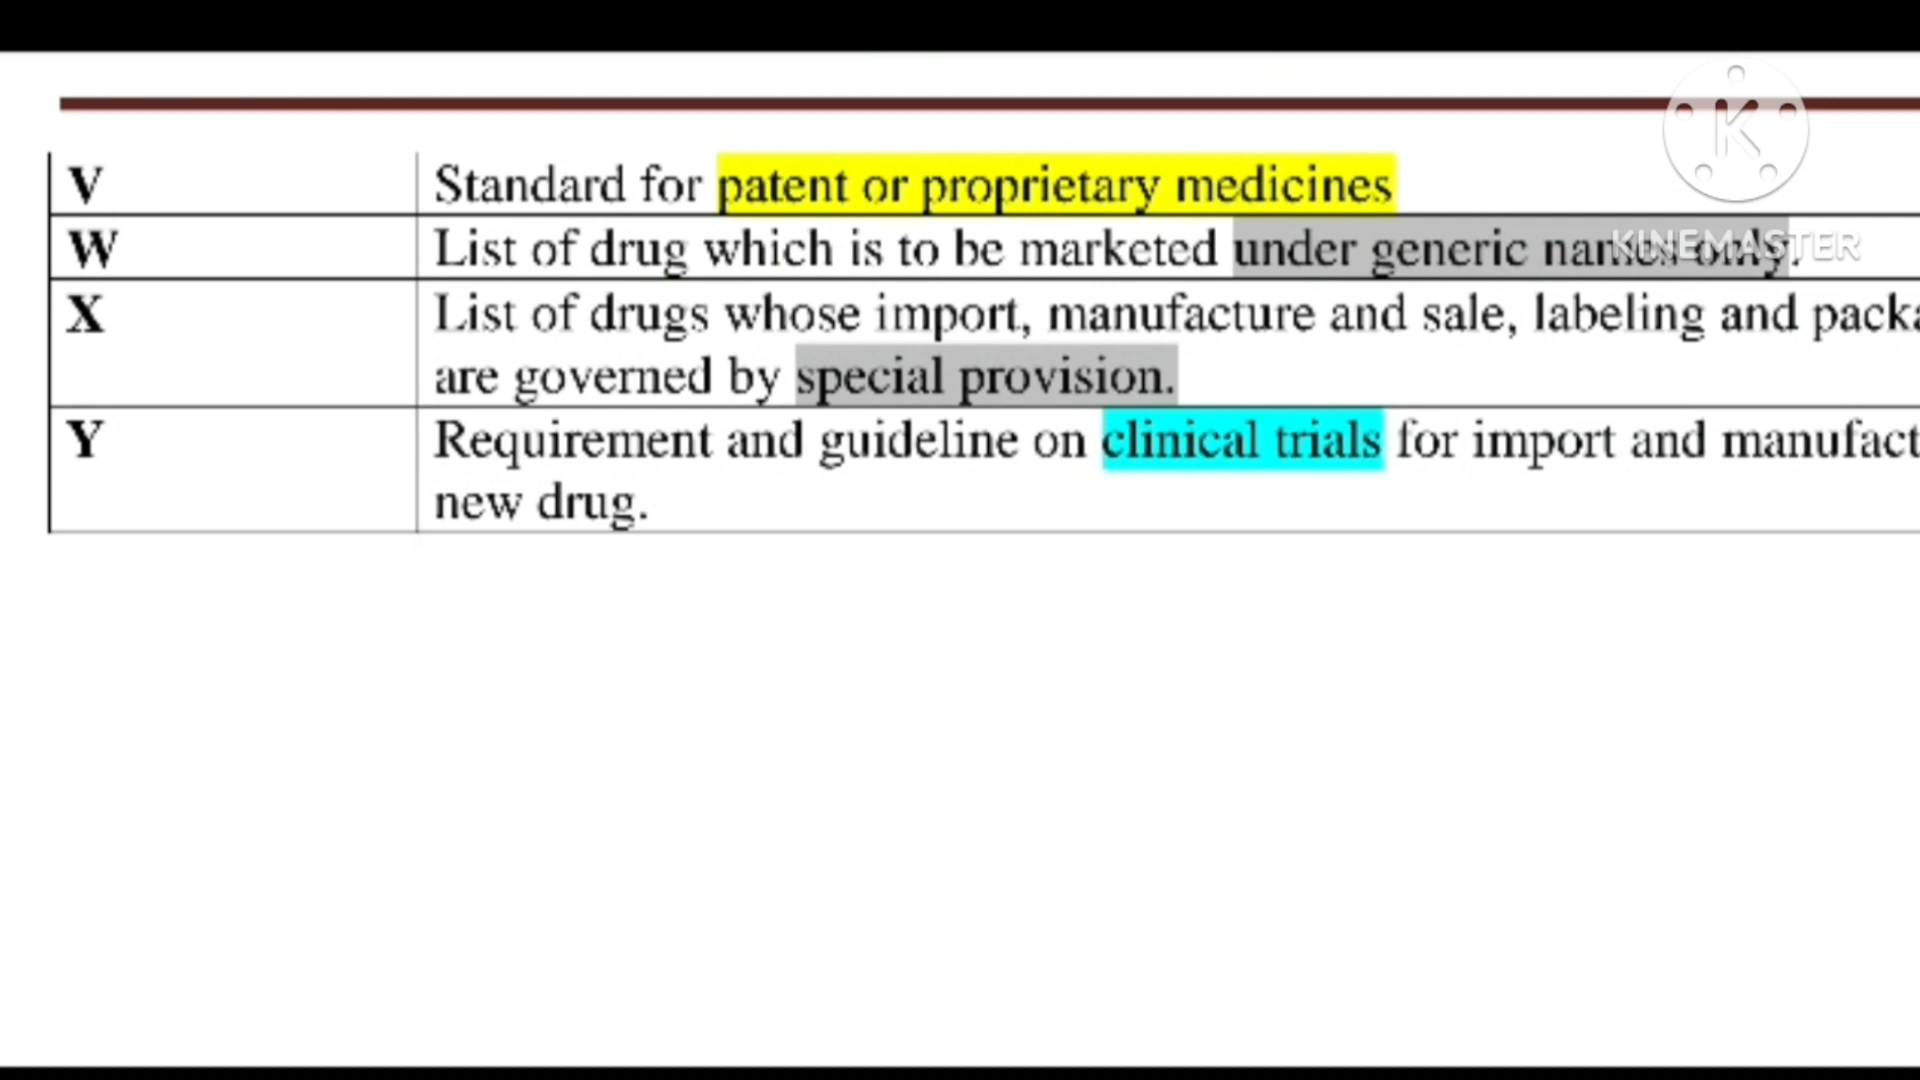 V Standard for patent or proprietary medicines
W List of drug which is to be marketed under generic names only.
KINEMASTER
X List of drugs whose import, manufacture and sale, labeling and
are governed by special provision.
Y Requirement and guideline on clinical trials for import and
new drug.